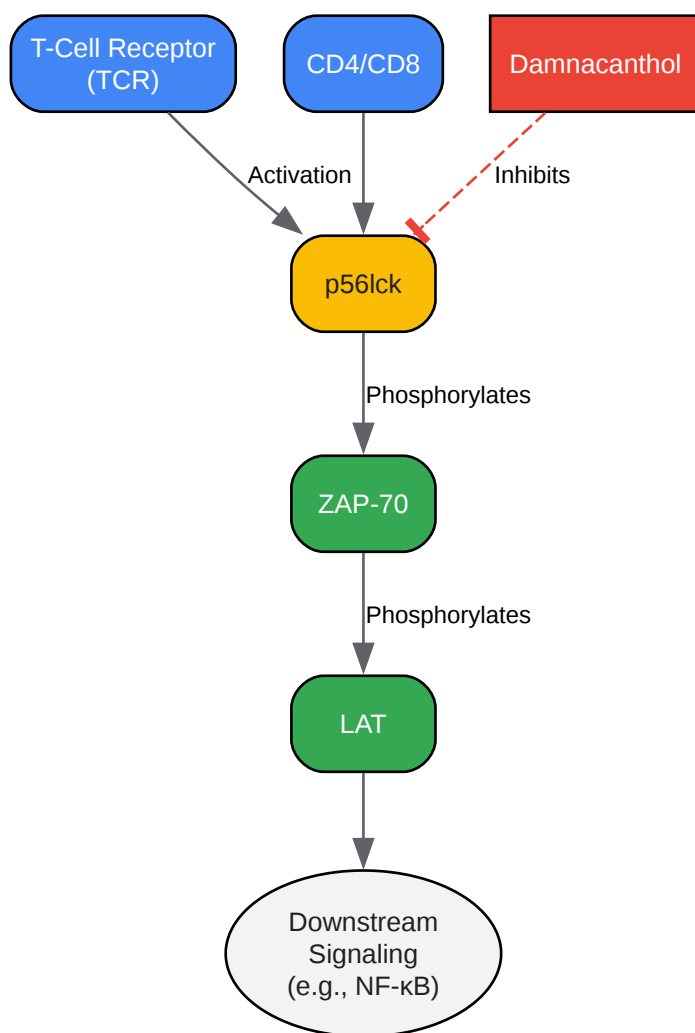 T-Cell Receptor
(TCR)
CD4/CD8
Damnacanthol
Activation
Inhibits
p56lck
Phosphorylates
ZAP-70
Phosphorylates
LAT
Downstream
Signaling
(e.g., NF-κB)